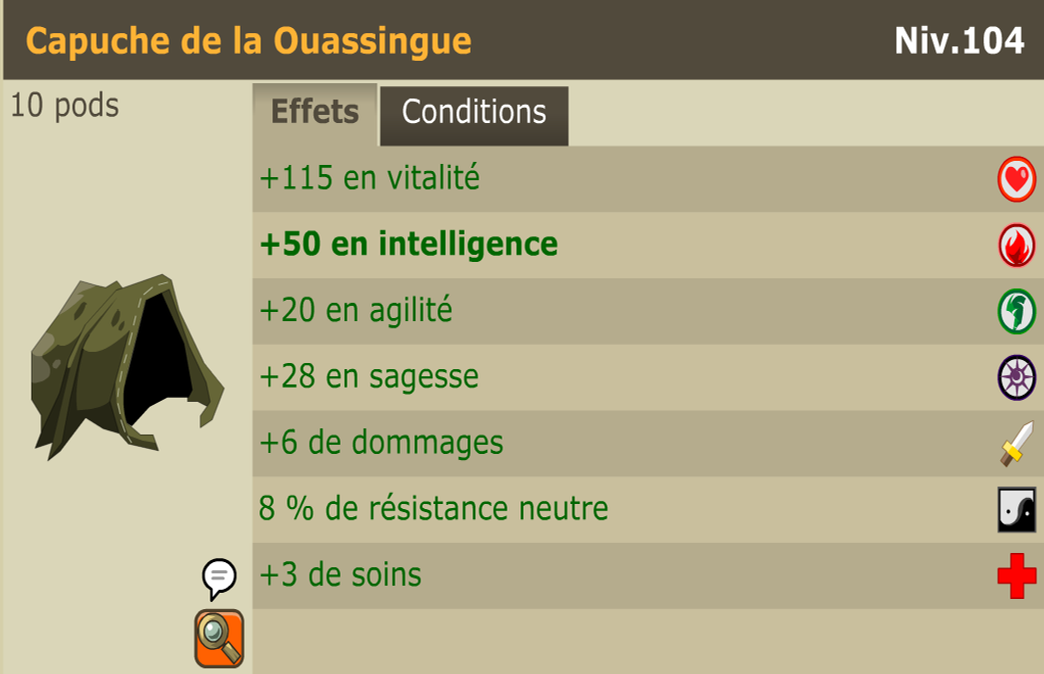 Capuche de la Ouassingue
Niv.104
10 pods
Effets
Conditions
+115 en vitalité
+50 en intelligence
+20 en agilité
+28 en sagesse
+6 de dommages
8 % de résistance neutre
+3 de soins